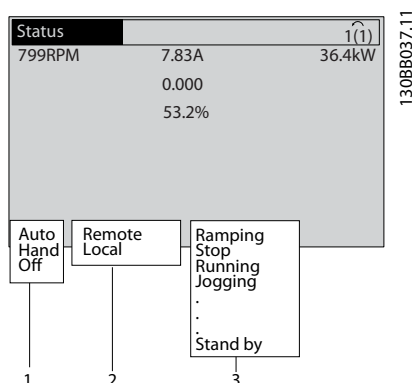 Status
1(1)
799RPM 7.83A 36.4kW
0.000
53.2%
Auto
Hand
Off
Remote
Local
Ramping
Stop
Running
Jogging
.
.
.
Stand by
1 2 3
130BB037.11